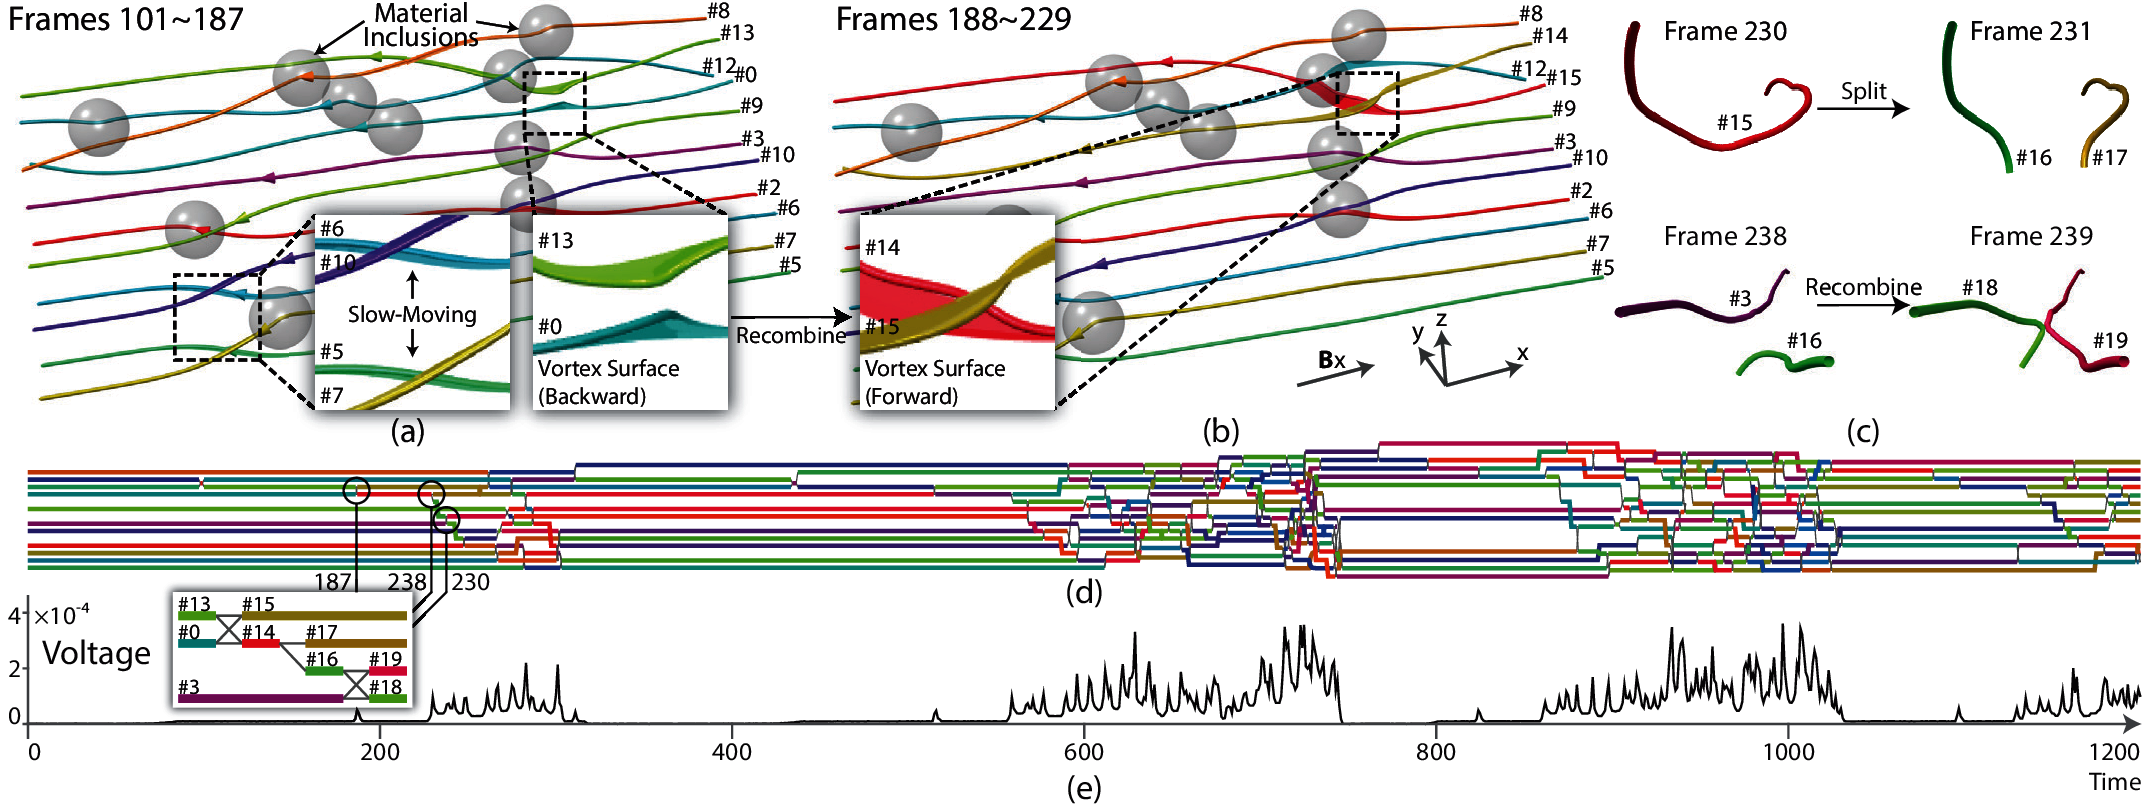 Frames 101~187
Material
Inclusions
#8
#13
#12
#0
#9
#3
#10
#2
#6
#7
#5
#6
#10
Slow-Moving
#5
#7
#13
#0
Vortex Surface
(Backward)
Recombine
(a)
Frames 188~229
#8
#14
#12
#15
#9
#3
#10
#2
#6
#7
#5
#14
#15
Vortex Surface
(Forward)
Bx
y
z
x
(b)
Frame 230
#15
Split
Frame 231
#16
#17
Frame 238
#3
#16
Recombine
Frame 239
#18
#19
(c)
187
238
230
(d)
#13
#15
#0
#14
#17
#16
#19
#3
#18
4
×10-4
Voltage
2
0
0
200
400
600
800
1000
1200
Time
(e)